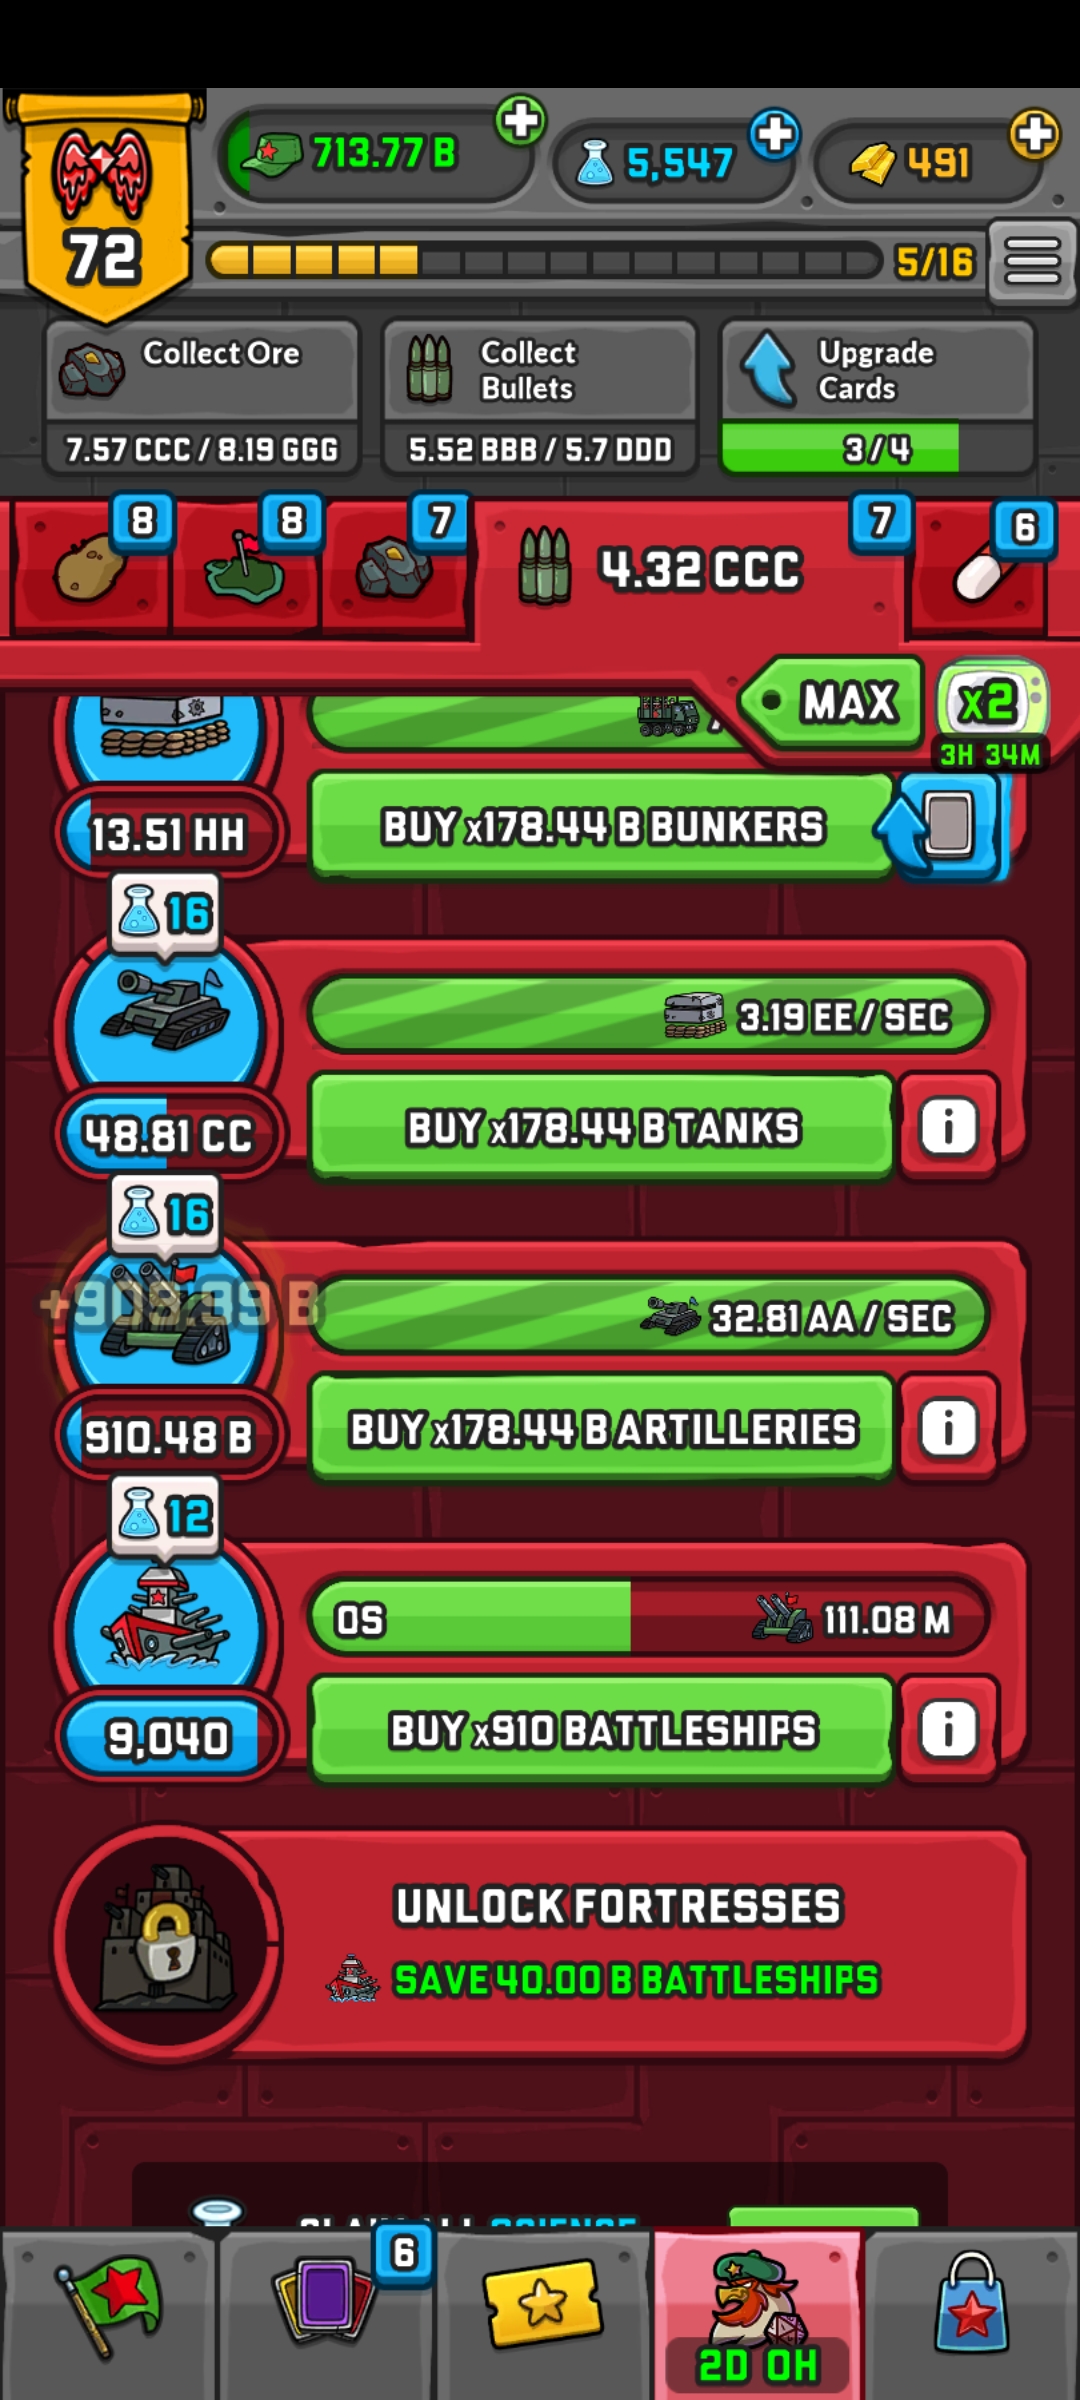 713.77 B
5,547
491
72
5/16
Collect Ore
7.57 CCC / 8.19 GGG
Collect
Bullets
5.52 BBB / 5.7 DDD
Upgrade
Cards
3/4
8
8
7
4.32 CCC
7
6
MAX
x2
3H 34M
13.51 HH
BUY x178.44 B BUNKERS
16
3.19 EE / SEC
48.81 CC
BUY x178.44 B TANKS
16
32.81 AA / SEC
910.48 B
BUY x178.44 B ARTILLERIES
12
0S
111.08 M
9,040
BUY x910 BATTLESHIPS
UNLOCK FORTRESSES
SAVE 40.00 B BATTLESHIPS
6
2D 0H